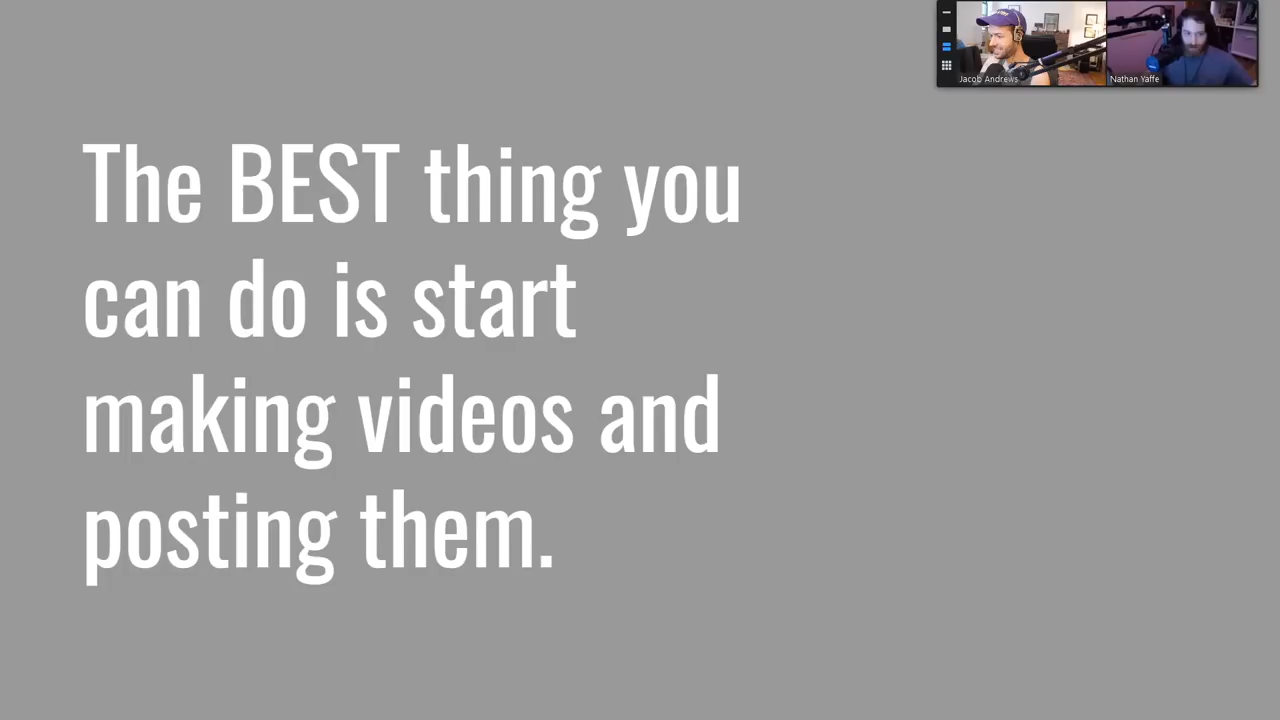 Jacob Andrews
Nathan Yaffe
The BEST thing you
can do is start
making videos and
posting them.